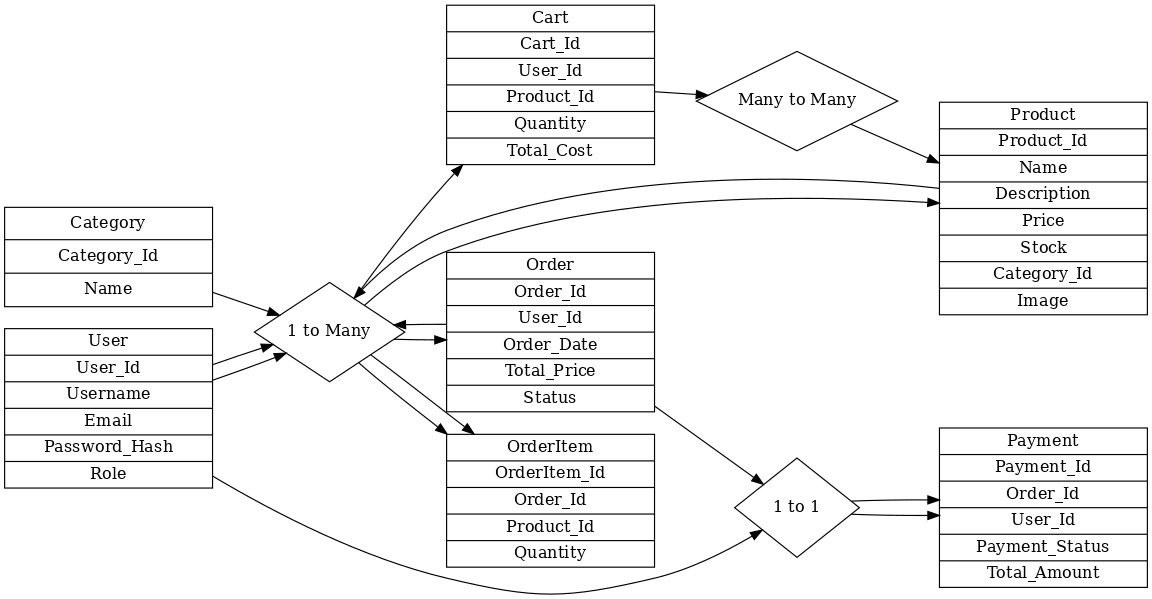 Cart
Cart_Id
User_Id
Product_Id
Quantity
Total_Cost
Many to Many
Product
Product_Id
Name
Description
Price
Stock
Category_Id
Image
Category
Category_Id
Name
1 to Many
Order
Order_Id
User_Id
Order_Date
Total_Price
Status
User
User_Id
Username
Email
Password_Hash
Role
OrderItem
OrderItem_Id
Order_Id
Product_Id
Quantity
1 to 1
Payment
Payment_Id
Order_Id
User_Id
Payment_Status
Total_Amount